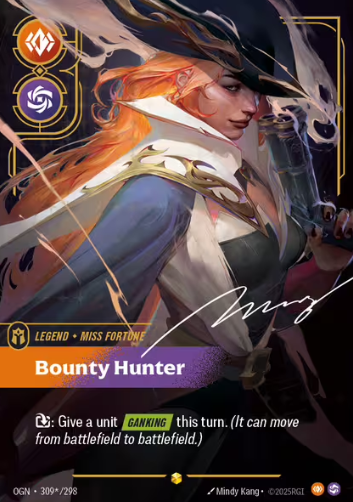 LEGEND • MISS FORTUNE
Bounty Hunter
: Give a unit GANKING this turn. (It can move
from battlefield to battlefield.)
OGN • 309*/298 Mindy Kang • ©2025RGI